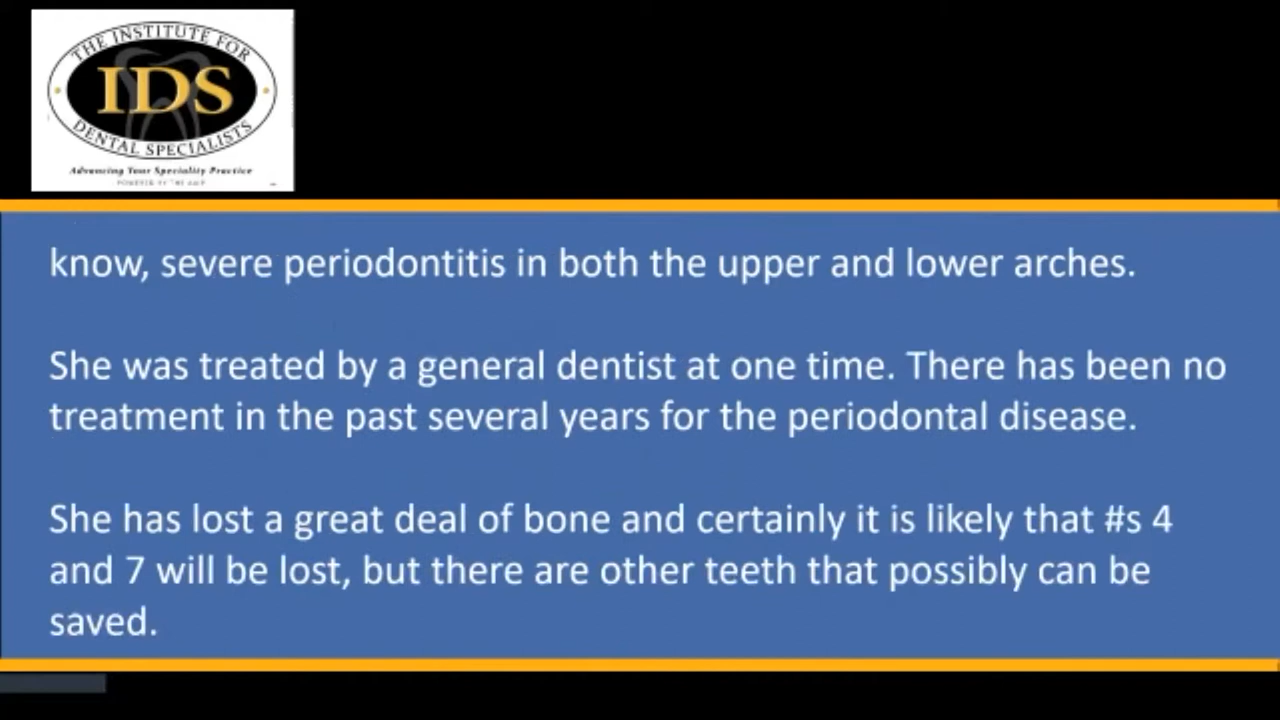 THE INSTITUTE FOR
IDS
DENTAL SPECIALISTS
Advancing Your Speciality Practice
know, severe periodontitis in both the upper and lower arches.
She was treated by a general dentist at one time. There has been no
treatment in the past several years for the periodontal disease.
She has lost a great deal of bone and certainly it is likely that #s 4
and 7 will be lost, but there are other teeth that possibly can be
saved.